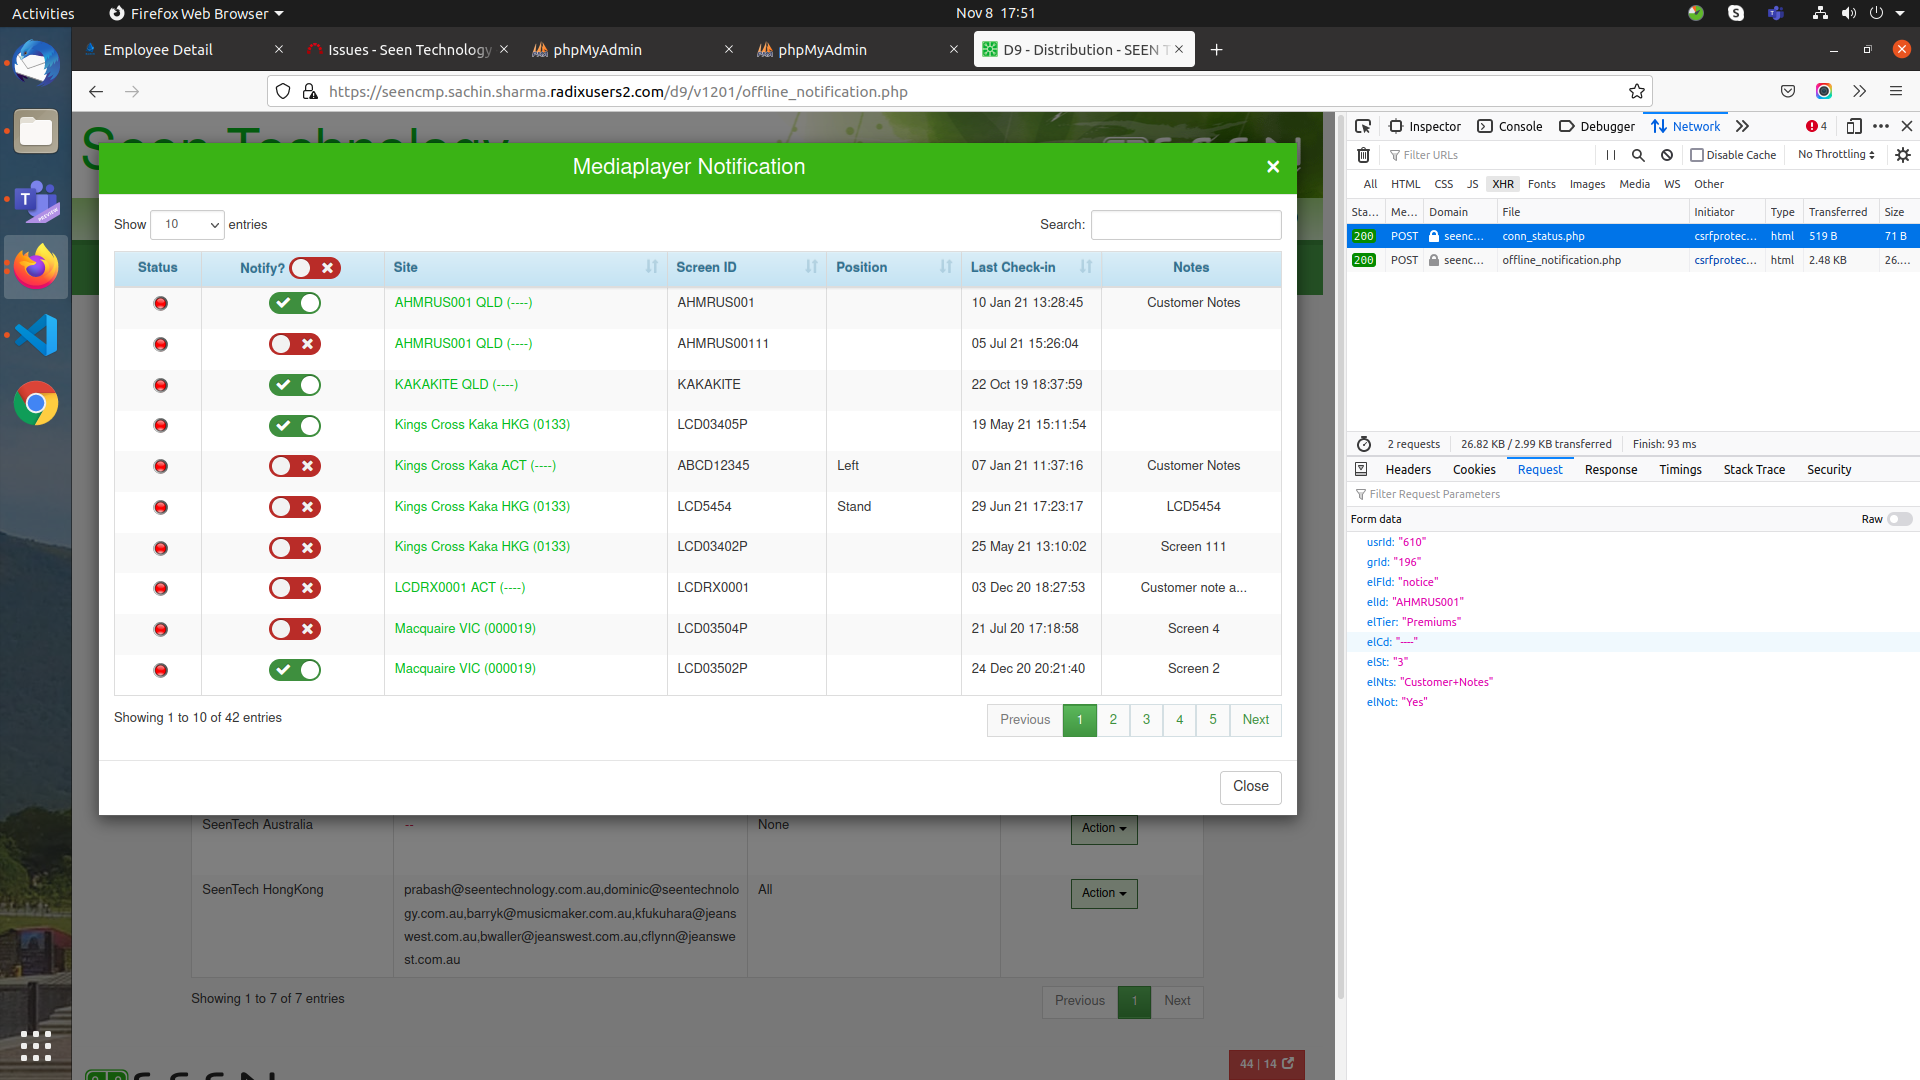 Activities
Firefox Web Browser
Nov 8 17:51
Employee Detail
Issues - Seen Technology
phpMyAdmin
phpMyAdmin
D9 - Distribution - SEEN T
https://seencmp.sachin.sharma.radixusers2.com/d9/v1201/offline_notification.php
Seen Technology
Mediaplayer Notification
Show 10 entries
Search:
Status Notify? Site Screen ID Position Last Check-in Notes
AHMRUS001 QLD (----) AHMRUS001 10 Jan 21 13:28:45 Customer Notes
AHMRUS001 QLD (----) AHMRUS00111 05 Jul 21 15:26:04
KAKAKITE QLD (----) KAKAKITE 22 Oct 19 18:37:59
Kings Cross Kaka HKG (0133) LCD03405P 19 May 21 15:11:54
Kings Cross Kaka ACT (----) ABCD12345 Left 07 Jan 21 11:37:16 Customer Notes
Kings Cross Kaka HKG (0133) LCD5454 Stand 29 Jun 21 17:23:17 LCD5454
Kings Cross Kaka HKG (0133) LCD03402P 25 May 21 13:10:02 Screen 111
LCDRX0001 ACT (----) LCDRX0001 03 Dec 20 18:27:53 Customer note a...
Macquaire VIC (000019) LCD03504P 21 Jul 20 17:18:58 Screen 4
Macquaire VIC (000019) LCD03502P 24 Dec 20 20:21:40 Screen 2
Showing 1 to 10 of 42 entries
Previous 1 2 3 4 5 Next
Close
SeenTech Australia -- None Action
SeenTech HongKong prabash@seentechnology.com.au,dominic@seentechnolo All Action
gy.com.au,barryk@musicmaker.com.au,kfukuhara@jeans
west.com.au,bwaller@jeanswest.com.au,cflynn@jeanswe
st.com.au
Showing 1 to 7 of 7 entries
Previous 1 Next
44 | 14
Inspector Console Debugger Network 4
Filter URLs
Disable Cache
No Throttling
All HTML CSS JS XHR Fonts Images Media WS Other
Sta... Me... Domain File Initiator Type Transferred Size
200 POST seenc... conn_status.php csrfprotec... html 519 B 71 B
200 POST seenc... offline_notification.php csrfprotec... html 2.48 KB 26....
2 requests 26.82 KB / 2.99 KB transferred Finish: 93 ms
Headers Cookies Request Response Timings Stack Trace Security
Filter Request Parameters
Form data
Raw
usrId: "610"
grId: "196"
elFld: "notice"
elId: "AHMRUS001"
elTier: "Premiums"
elCd: "----"
elSt: "3"
elNts: "Customer+Notes"
elNot: "Yes"